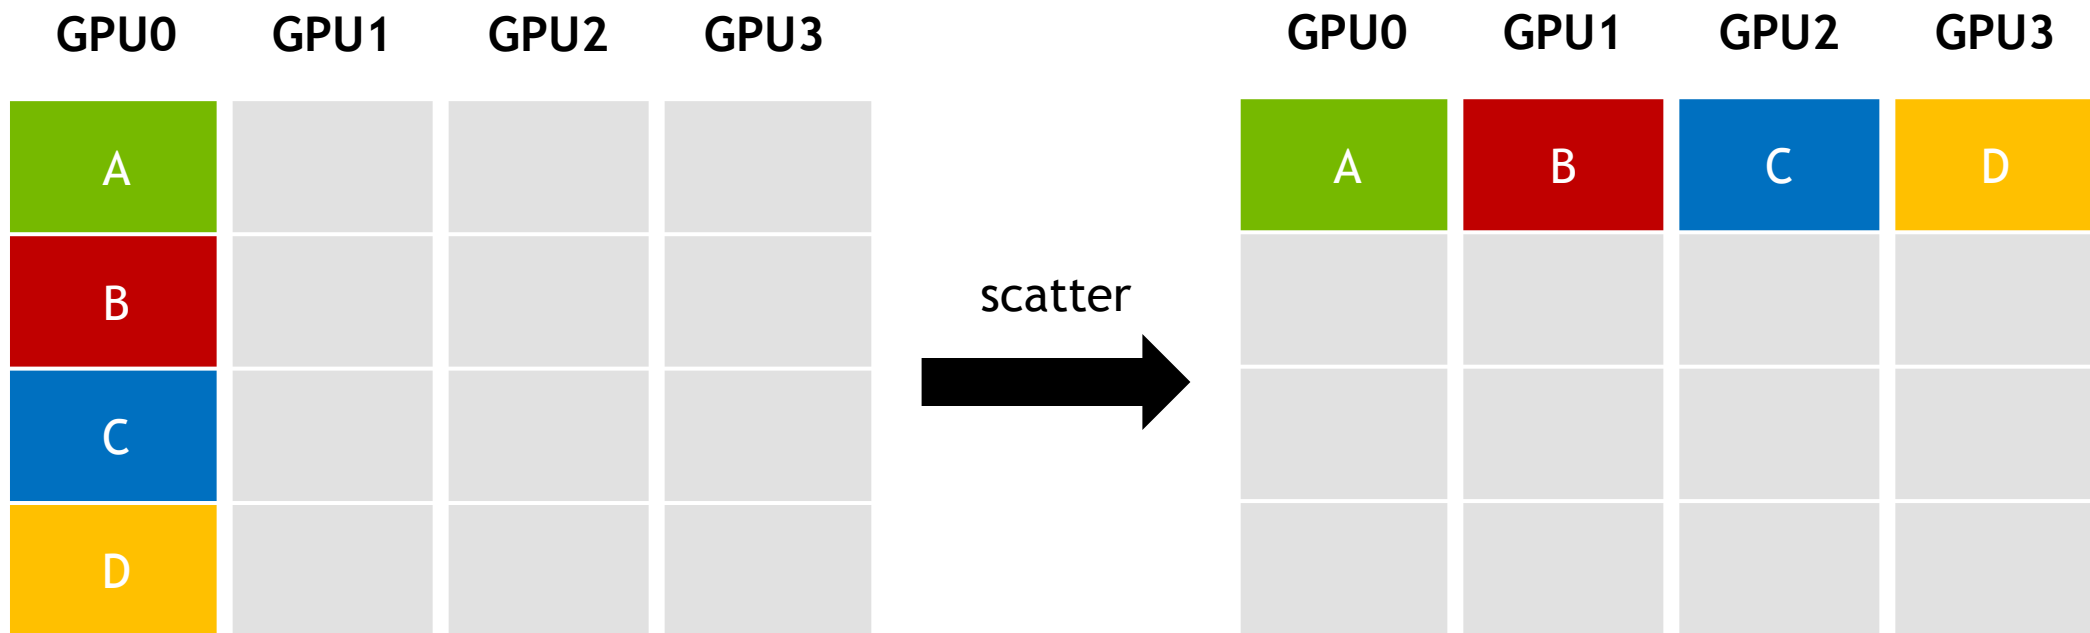 GPU0 GPU1 GPU2 GPU3
A
B
C
D
scatter
GPU0 GPU1 GPU2 GPU3
A B C D